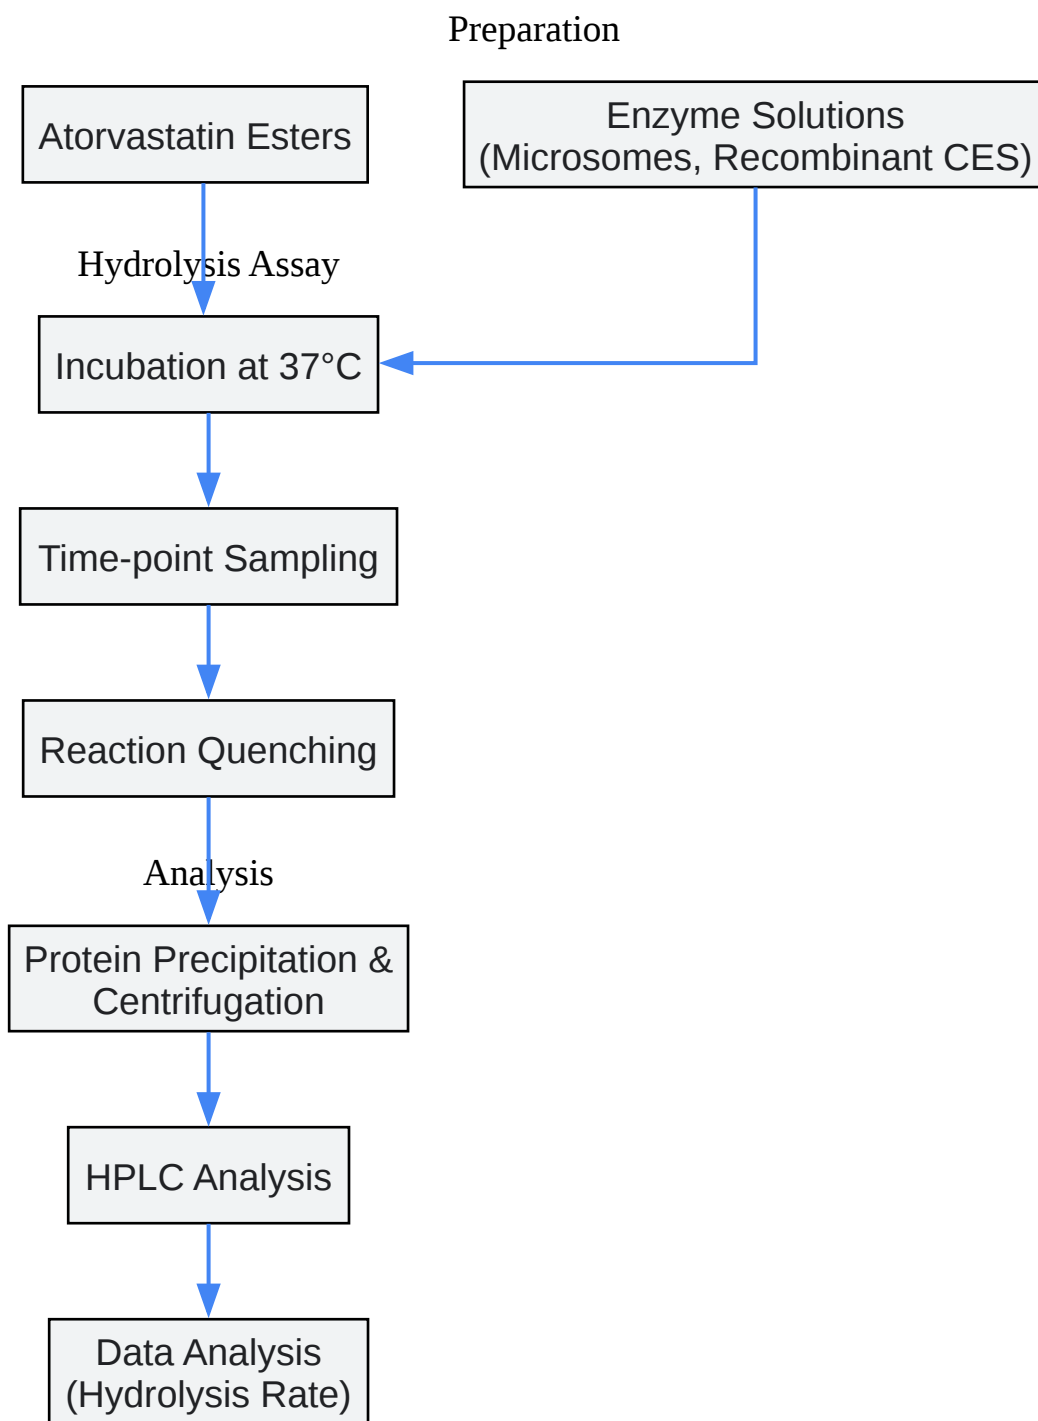 Preparation
Atorvastatin Esters
Enzyme Solutions
(Microsomes, Recombinant CES)
Hydrolysis Assay
Incubation at 37°C
Time-point Sampling
Reaction Quenching
Analysis
Protein Precipitation &
Centrifugation
HPLC Analysis
Data Analysis
(Hydrolysis Rate)